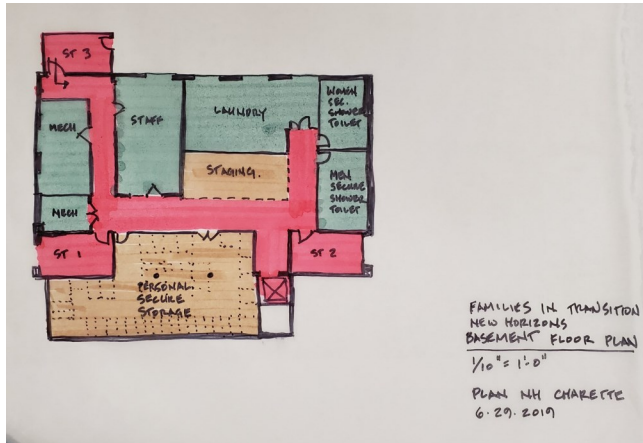 ST 3
MECH
STAFF
LAUNDRY
WOMEN
SEC.
SHOWER
TOILET
STAGING.
MEN
SECURE
SHOWER
TOILET
MECH
ST 1
ST 2
PERSONAL
SECURE
STORAGE
FAMILIES IN TRANSITION
NEW HORIZONS
BASEMENT FLOOR PLAN
1/10" = 1'-0"
PLAN NH CHARETTE
6.29.2019